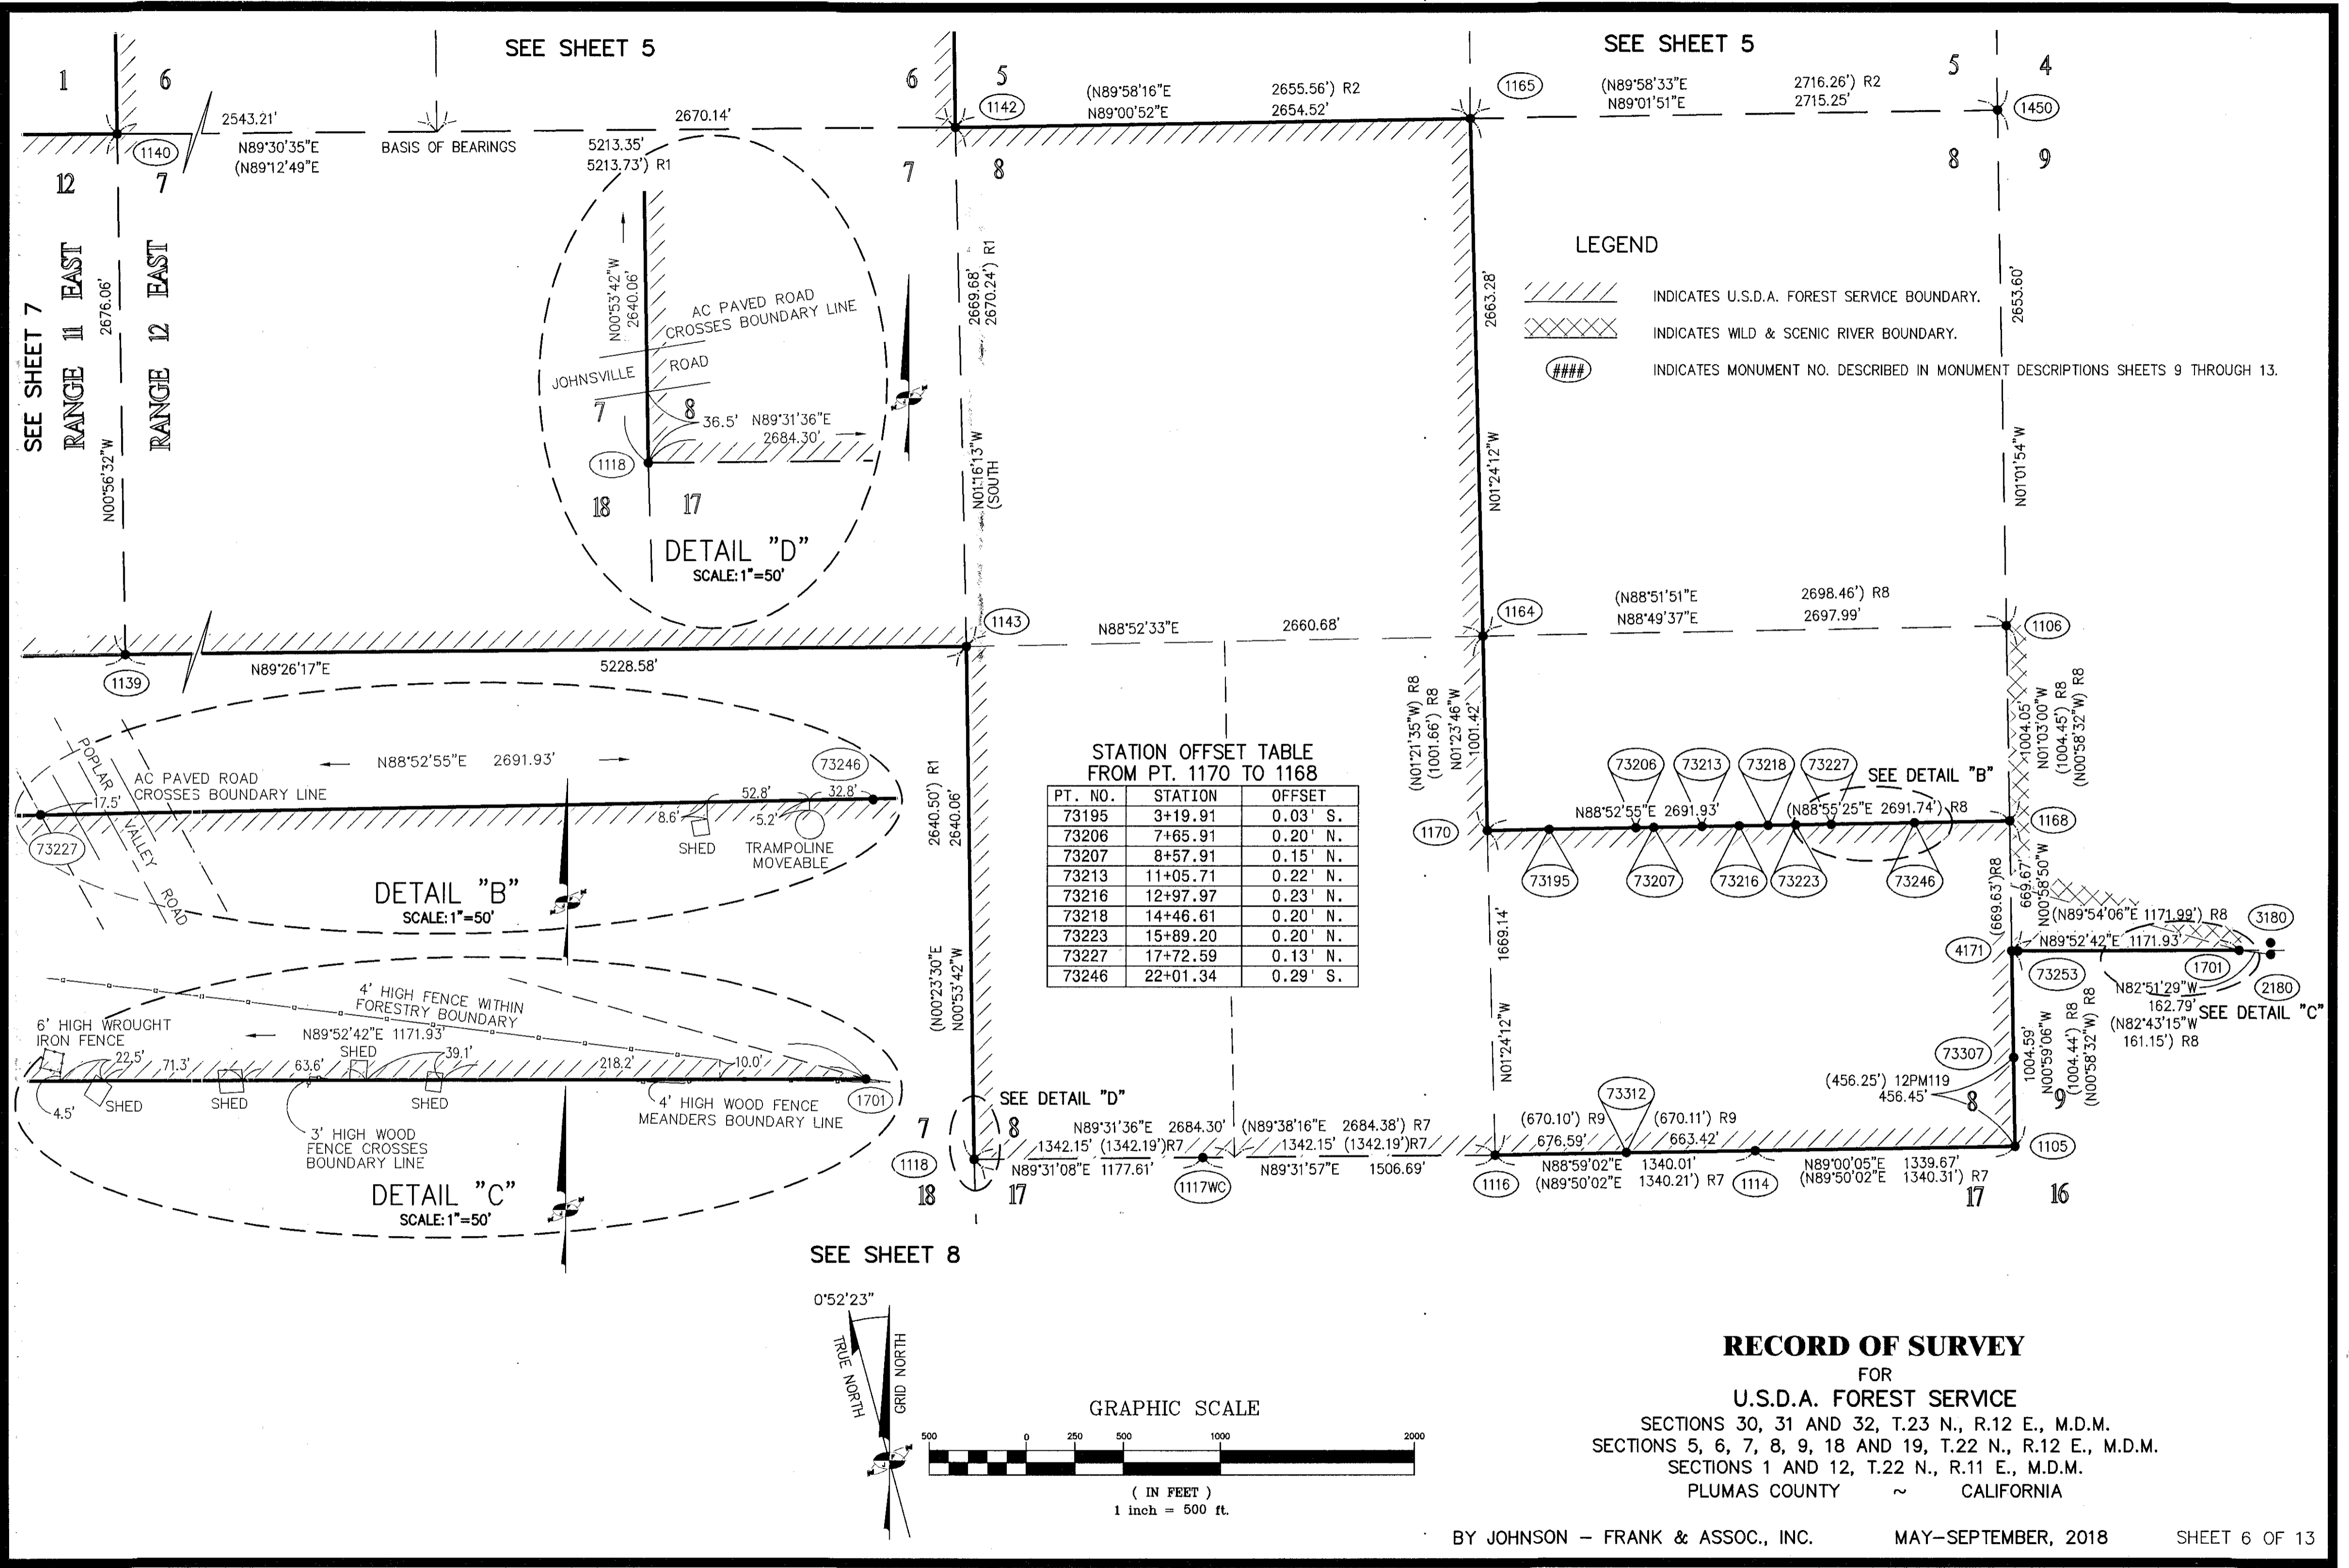 SEE SHEET 5
SEE SHEET 5
1
6
6
5
5
4
12
7
7
8
8
9
1140
1142
1165
1450
2543.21'
N89°30'35"E
(N89°12'49"E
BASIS OF BEARINGS
2670.14'
5213.35'
5213.73') R1
(N89°58'16"E 2655.56') R2
N89°00'52"E 2654.52'
(N89°58'33"E 2716.26') R2
N89°01'51"E 2715.25'
SEE SHEET 7
RANGE 11 EAST
RANGE 12 EAST
2676.06'
N00°56'32"W
N00°53'42"W
2640.06'
AC PAVED ROAD
CROSSES BOUNDARY LINE
JOHNSVILLE ROAD
7
8
36.5' N89°31'36"E
2684.30'
1118
18
17
DETAIL "D"
SCALE: 1"=50'
2669.68'
2670.24') R1
N01°16'13"W
(SOUTH
2663.28'
N01°24'12"W
2653.60'
N01°01'54"W
LEGEND
INDICATES U.S.D.A. FOREST SERVICE BOUNDARY.
INDICATES WILD & SCENIC RIVER BOUNDARY.
####
INDICATES MONUMENT NO. DESCRIBED IN MONUMENT DESCRIPTIONS SHEETS 9 THROUGH 13.
1139
N89°26'17"E 5228.58'
1143
N88°52'33"E 2660.68'
1164
(N88°51'51"E 2698.46') R8
N88°49'37"E 2697.99'
1106
POPLAR VALLEY ROAD
AC PAVED ROAD
CROSSES BOUNDARY LINE
17.5'
73227
N88°52'55"E 2691.93'
73246
52.8'
32.8'
8.6'
5.2'
SHED
TRAMPOLINE
MOVEABLE
DETAIL "B"
SCALE: 1"=50'
2640.50') R1
2640.06'
(N00°23'30"E
N00°53'42"W
(N01°21'35"W) R8
(1001.66') R8
N01°23'46"W
1001.42'
STATION OFFSET TABLE
FROM PT. 1170 TO 1168
PT. NO. STATION OFFSET
73195 3+19.91 0.03' S.
73206 7+65.91 0.20' N.
73207 8+57.91 0.15' N.
73213 11+05.71 0.22' N.
73216 12+97.97 0.23' N.
73218 14+46.61 0.20' N.
73223 15+89.20 0.20' N.
73227 17+72.59 0.13' N.
73246 22+01.34 0.29' S.
73206
73213
73218
73227
SEE DETAIL "B"
N88°52'55"E 2691.93'
(N88°55'25"E 2691.74') R8
1170
1168
73195
73207
73216
73223
73246
1004.05'
N01°03'00"W
(1004.45') R8
(N00°58'32"W) R8
(669.63')R8
669.67'
N00°58'50"W
(N89°54'06"E 1171.99') R8
N89°52'42"E 1171.93'
3180
4171
73253
1701
2180
N82°51'29"W
162.79'
(N82°43'15"W
161.15') R8
SEE DETAIL "C"
1669.14'
N01°24'12"W
73307
1004.59'
N00°59'06"W
(1004.44') R8
(N00°58'32"W) R8
(456.25') 12PM119
456.45'
8
9
4' HIGH FENCE WITHIN
FORESTRY BOUNDARY
6' HIGH WROUGHT
IRON FENCE
N89°52'42"E 1171.93'
22.5'
71.3'
63.6'
SHED
39.1'
218.2'
10.0'
4.5'
SHED
SHED
SHED
4' HIGH WOOD FENCE
MEANDERS BOUNDARY LINE
1701
3' HIGH WOOD
FENCE CROSSES
BOUNDARY LINE
DETAIL "C"
SCALE: 1"=50'
7
8
SEE DETAIL "D"
N89°31'36"E 2684.30' (N89°38'16"E 2684.38') R7
1342.15' (1342.19')R7
1342.15' (1342.19')R7
1118
N89°31'08"E 1177.61'
N89°31'57"E 1506.69'
18
17
1117WC
73312
(670.10') R9
(670.11') R9
676.59'
663.42'
1116
N88°59'02"E 1340.01'
(N89°50'02"E 1340.21') R7
1114
N89°00'05"E 1339.67'
(N89°50'02"E 1340.31') R7
1105
17
16
SEE SHEET 8
0°52'23"
TRUE NORTH
GRID NORTH
GRAPHIC SCALE
500 0 250 500 1000 2000
( IN FEET )
1 inch = 500 ft.
RECORD OF SURVEY
FOR
U.S.D.A. FOREST SERVICE
SECTIONS 30, 31 AND 32, T.23 N., R.12 E., M.D.M.
SECTIONS 5, 6, 7, 8, 9, 18 AND 19, T.22 N., R.12 E., M.D.M.
SECTIONS 1 AND 12, T.22 N., R.11 E., M.D.M.
PLUMAS COUNTY ~ CALIFORNIA
BY JOHNSON – FRANK & ASSOC., INC. MAY–SEPTEMBER, 2018 SHEET 6 OF 13